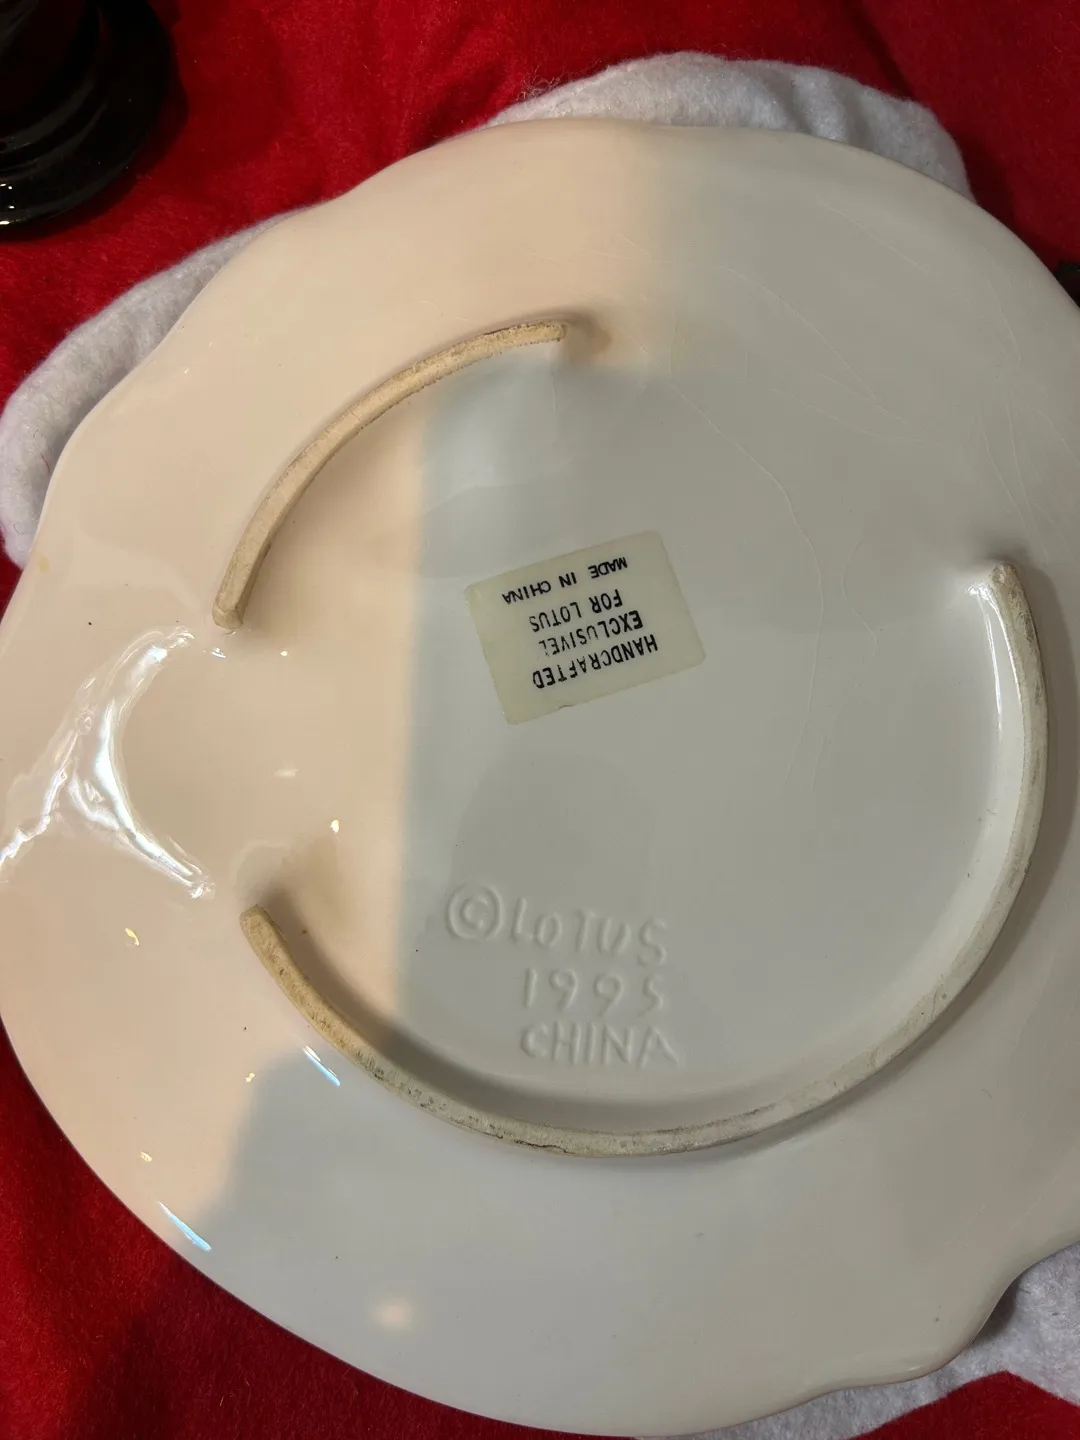 HANDCRAFTED
EXCLUSIVEL
FOR LOTUS
MADE IN CHINA
©LOTUS
1995
CHINA